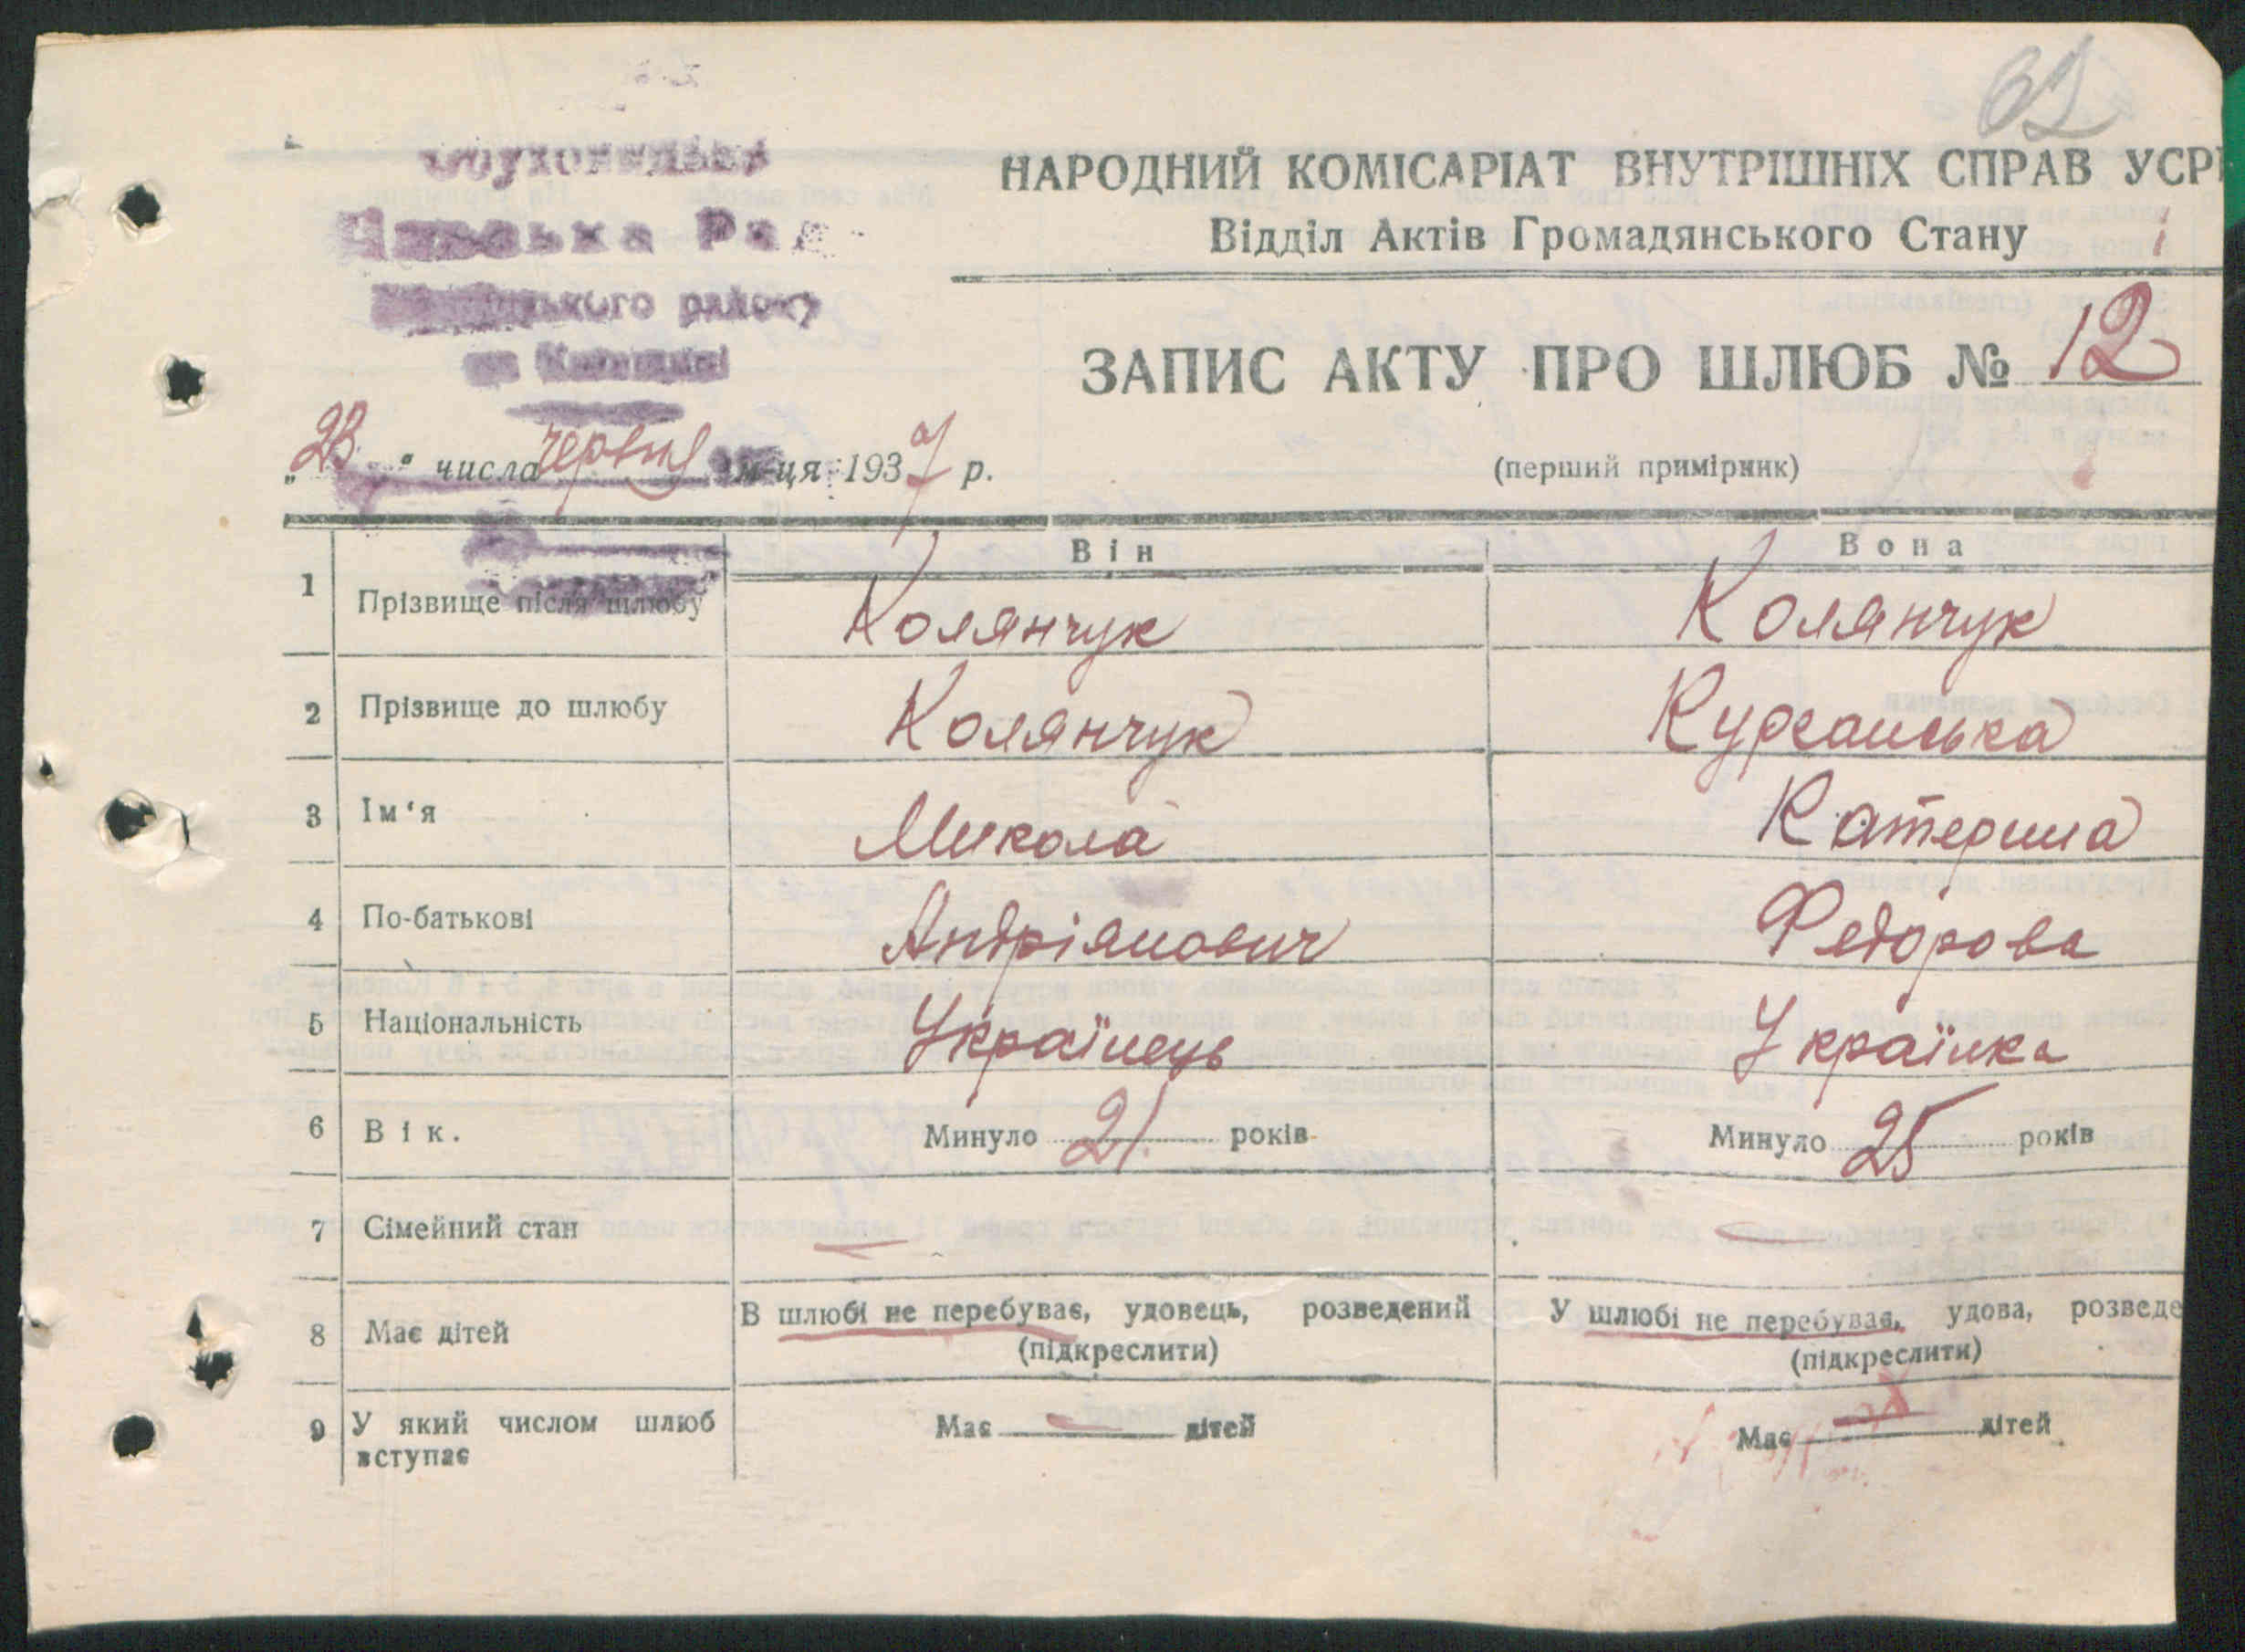 62
НАРОДНИЙ КОМІСАРІАТ ВНУТРІШНІХ СПРАВ УСР
Відділ Актів Громадянського Стану
ЗАПИС АКТУ ПРО ШЛЮБ № 12
(перший примірник)
района
„23" числа червня м-ця 1937 р.
Він Вона
1 Прізвище після шлюбу Колянчук Колянчук
2 Прізвище до шлюбу Колянчук Курганська
3 Ім‘я Микола Катерина
4 По-батькові Андріянович Федорова
5 Національність Українець Українка
6 Вік. Минуло 21 років Минуло 25 років
7 Сімейний стан — —
8 Має дітей В шлюбі не перебуває, удовець, розведений У шлюбі не перебуває, удова, розведе
(підкреслити) (підкреслити)
9 У який числом шлюб вступає Має — дітей Має — дітей